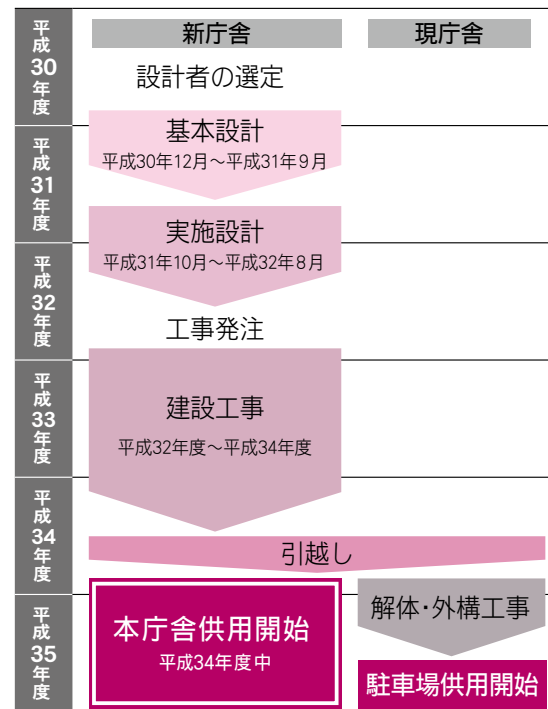 平成30年度
新庁舎
現庁舎
設計者の選定
基本設計
平成30年12月〜平成31年9月
平成31年度
実施設計
平成31年10月〜平成32年8月
平成32年度
工事発注
平成33年度
建設工事
平成32年度〜平成34年度
平成34年度
引越し
平成35年度
本庁舎供用開始
平成34年度中
解体・外構工事
駐車場供用開始